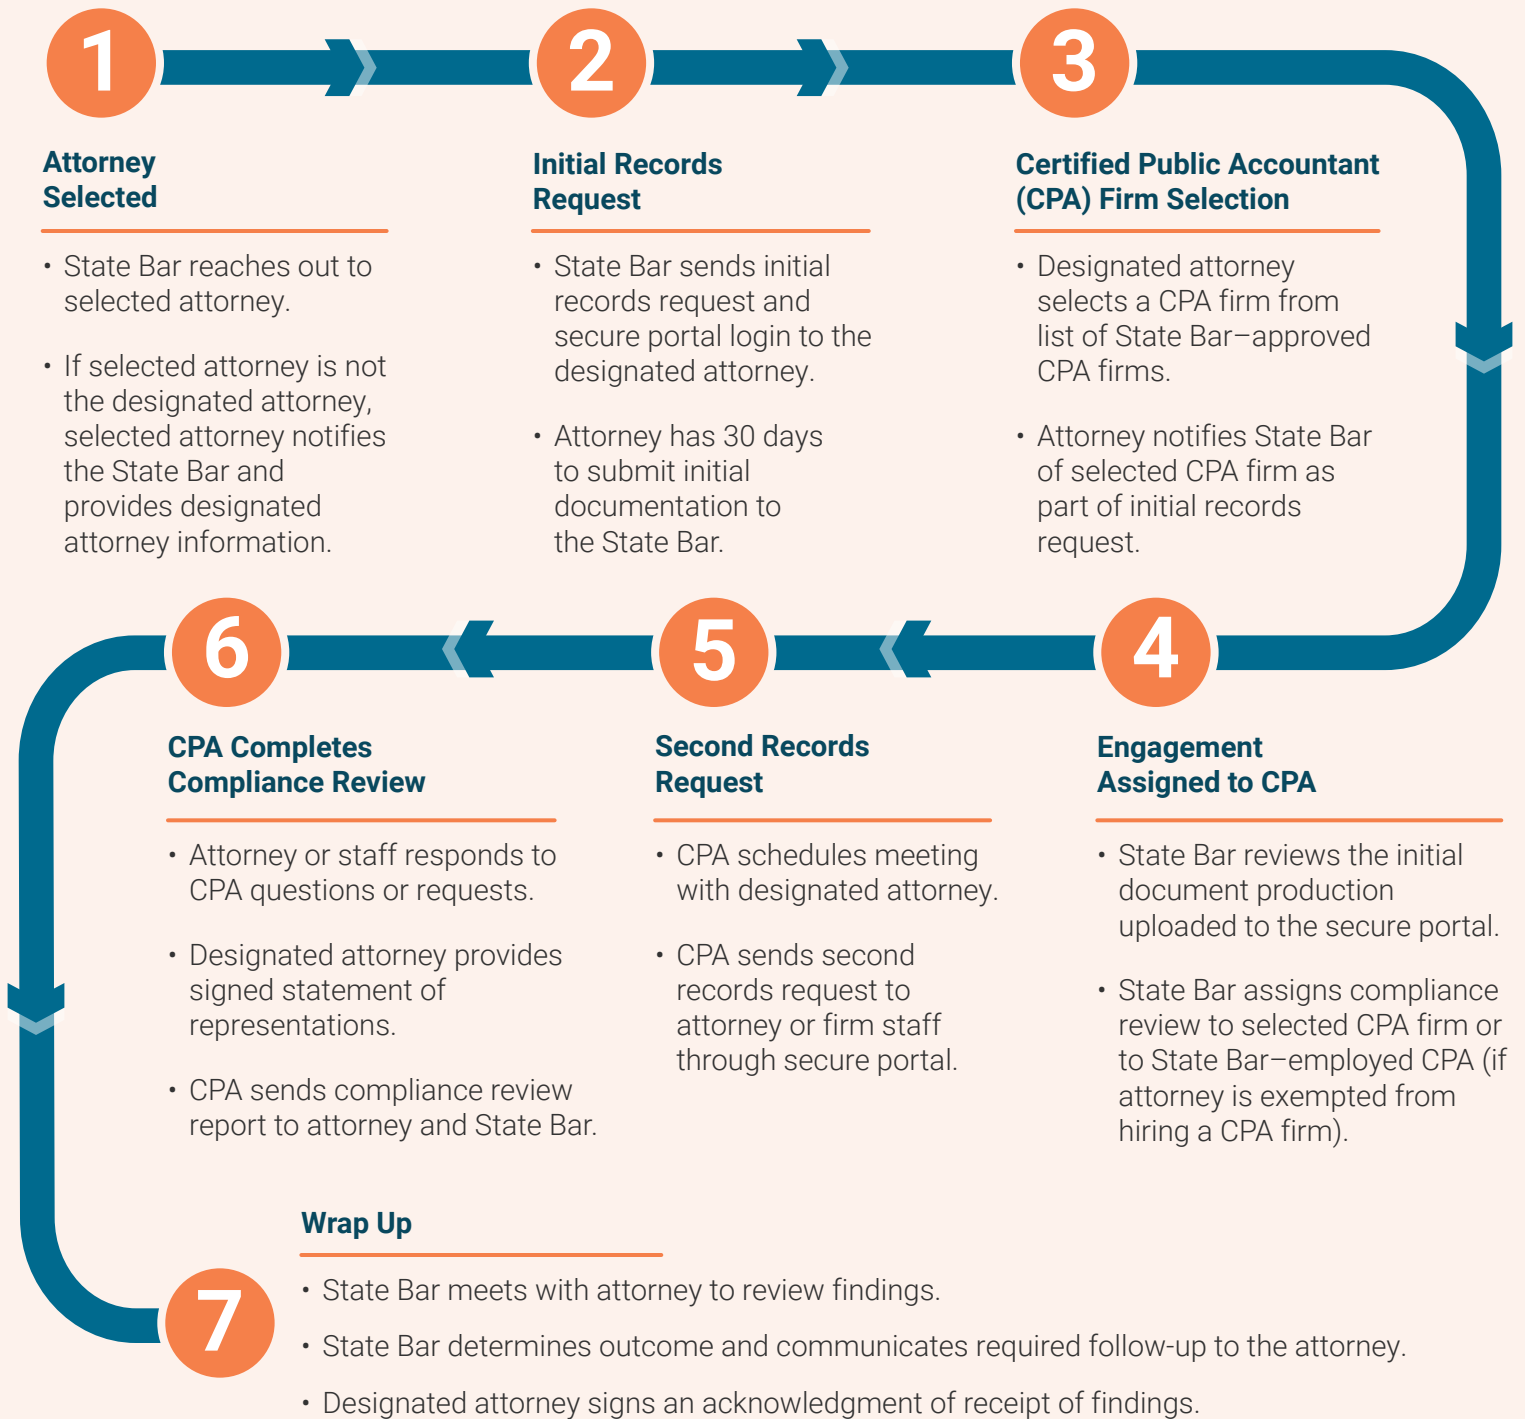 1
Attorney
Selected
• State Bar reaches out to
selected attorney.
• If selected attorney is not
the designated attorney,
selected attorney notifies
the State Bar and
provides designated
attorney information.
2
Initial Records
Request
• State Bar sends initial
records request and
secure portal login to the
designated attorney.
• Attorney has 30 days
to submit initial
documentation to
the State Bar.
3
Certified Public Accountant
(CPA) Firm Selection
• Designated attorney
selects a CPA firm from
list of State Bar–approved
CPA firms.
• Attorney notifies State Bar
of selected CPA firm as
part of initial records
request.
4
Engagement
Assigned to CPA
• State Bar reviews the initial
document production
uploaded to the secure portal.
• State Bar assigns compliance
review to selected CPA firm or
to State Bar–employed CPA (if
attorney is exempted from
hiring a CPA firm).
5
Second Records
Request
• CPA schedules meeting
with designated attorney.
• CPA sends second
records request to
attorney or firm staff
through secure portal.
6
CPA Completes
Compliance Review
• Attorney or staff responds to
CPA questions or requests.
• Designated attorney provides
signed statement of
representations.
• CPA sends compliance review
report to attorney and State Bar.
7
Wrap Up
• State Bar meets with attorney to review findings.
• State Bar determines outcome and communicates required follow-up to the attorney.
• Designated attorney signs an acknowledgment of receipt of findings.